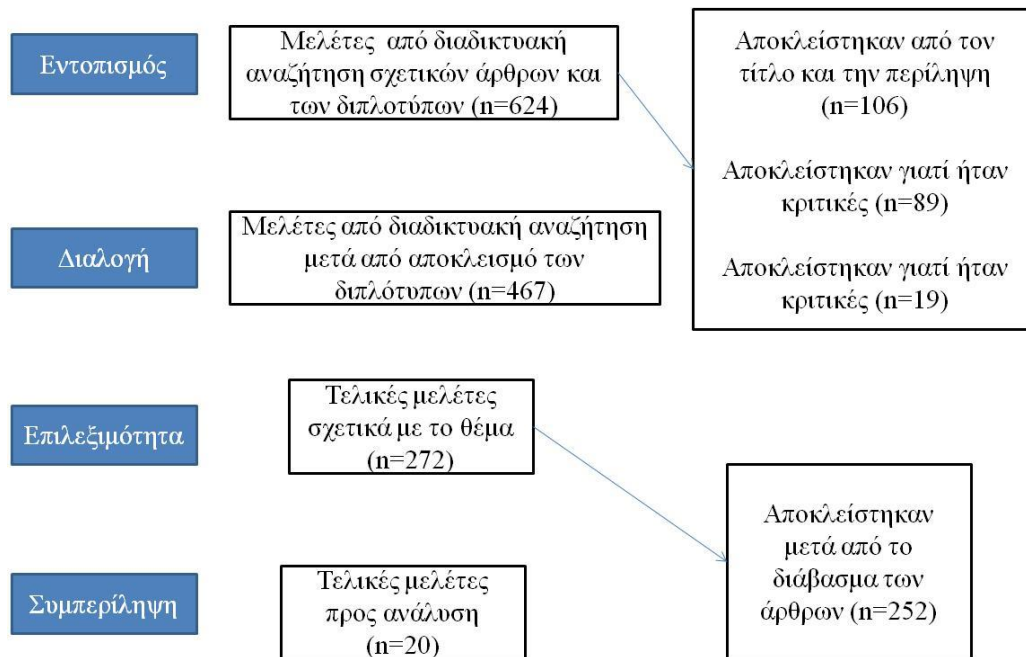 Εντοπισμός
Μελέτες από διαδικτυακή
αναζήτηση σχετικών άρθρων και
των διπλοτύπων (n=624)
Αποκλείστηκαν από τον
τίτλο και την περίληψη
(n=106)
Αποκλείστηκαν γιατί ήταν
κριτικές (n=89)
Αποκλείστηκαν γιατί ήταν
κριτικές (n=19)
Διαλογή
Μελέτες από διαδικτυακή αναζήτηση
μετά από αποκλεισμό των
διπλότυπων (n=467)
Επιλεξιμότητα
Τελικές μελέτες
σχετικά με το θέμα
(n=272)
Αποκλείστηκαν
μετά από το
διάβασμα των
άρθρων (n=252)
Συμπερίληψη
Τελικές μελέτες
προς ανάλυση
(n=20)